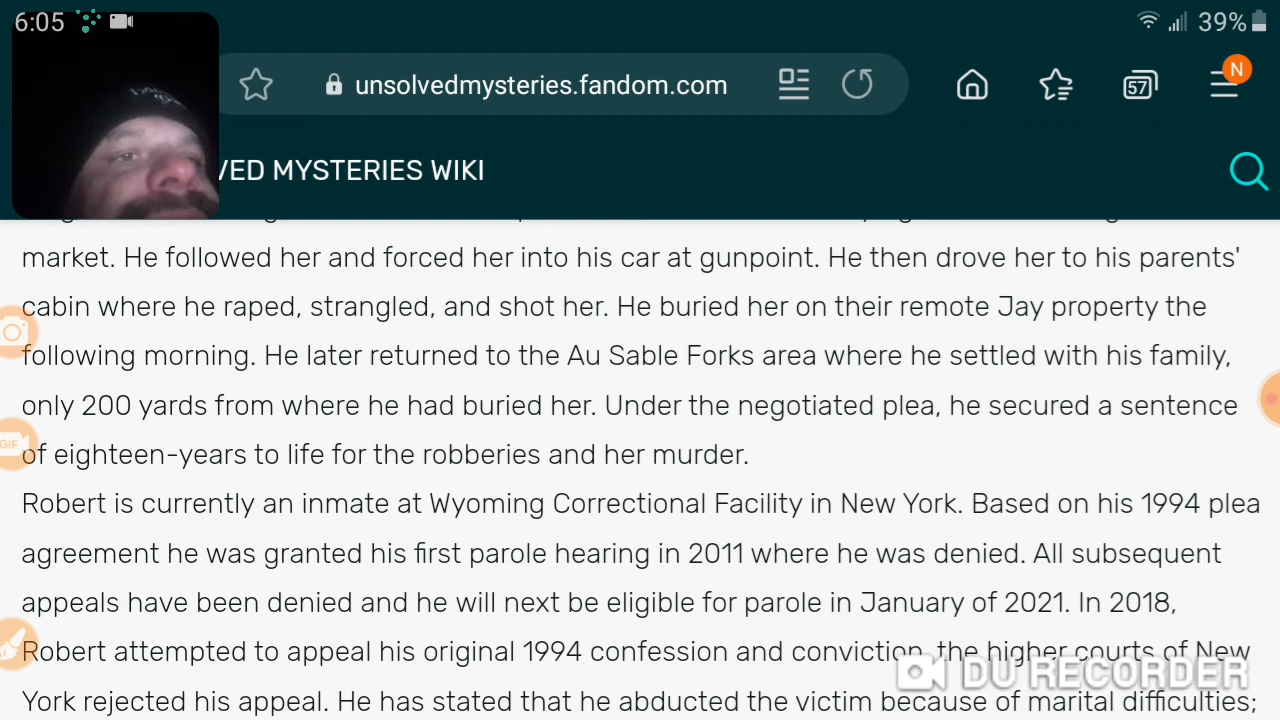 6:05 39%
unsolvedmysteries.fandom.com 57 N
VED MYSTERIES WIKI
market. He followed her and forced her into his car at gunpoint. He then drove her to his parents'
cabin where he raped, strangled, and shot her. He buried her on their remote Jay property the
following morning. He later returned to the Au Sable Forks area where he settled with his family,
only 200 yards from where he had buried her. Under the negotiated plea, he secured a sentence
GIF
of eighteen-years to life for the robberies and her murder.
Robert is currently an inmate at Wyoming Correctional Facility in New York. Based on his 1994 plea
agreement he was granted his first parole hearing in 2011 where he was denied. All subsequent
appeals have been denied and he will next be eligible for parole in January of 2021. In 2018,
Robert attempted to appeal his original 1994 confession and conviction, the higher courts of New
DU RECORDER
York rejected his appeal. He has stated that he abducted the victim because of marital difficulties;